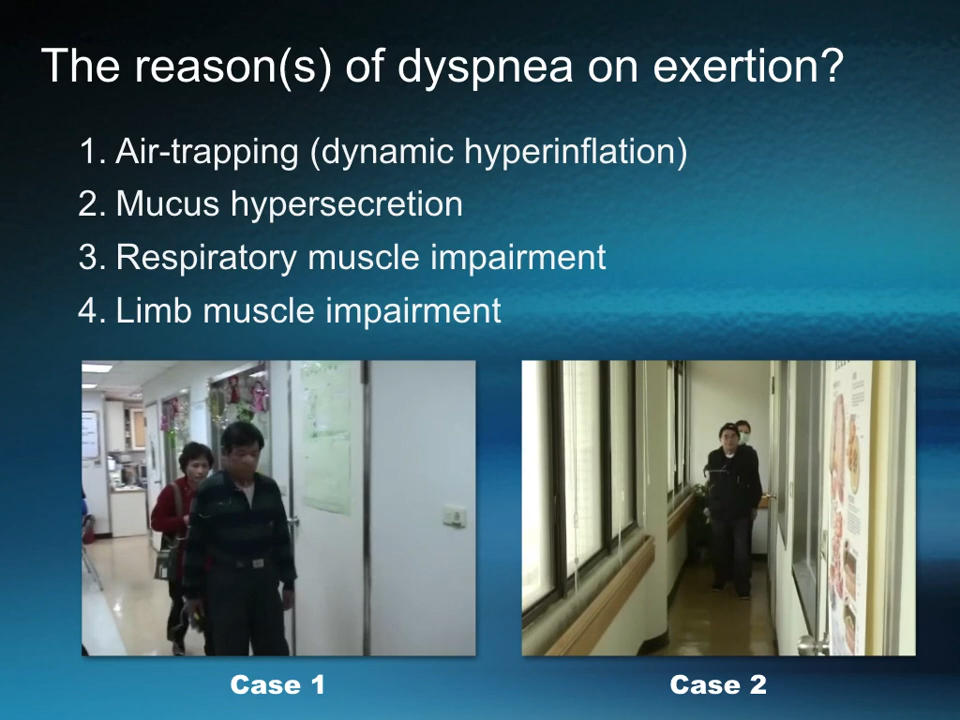 The reason(s) of dyspnea on exertion?
1. Air-trapping (dynamic hyperinflation)
2. Mucus hypersecretion
3. Respiratory muscle impairment
4. Limb muscle impairment
Case 1
Case 2